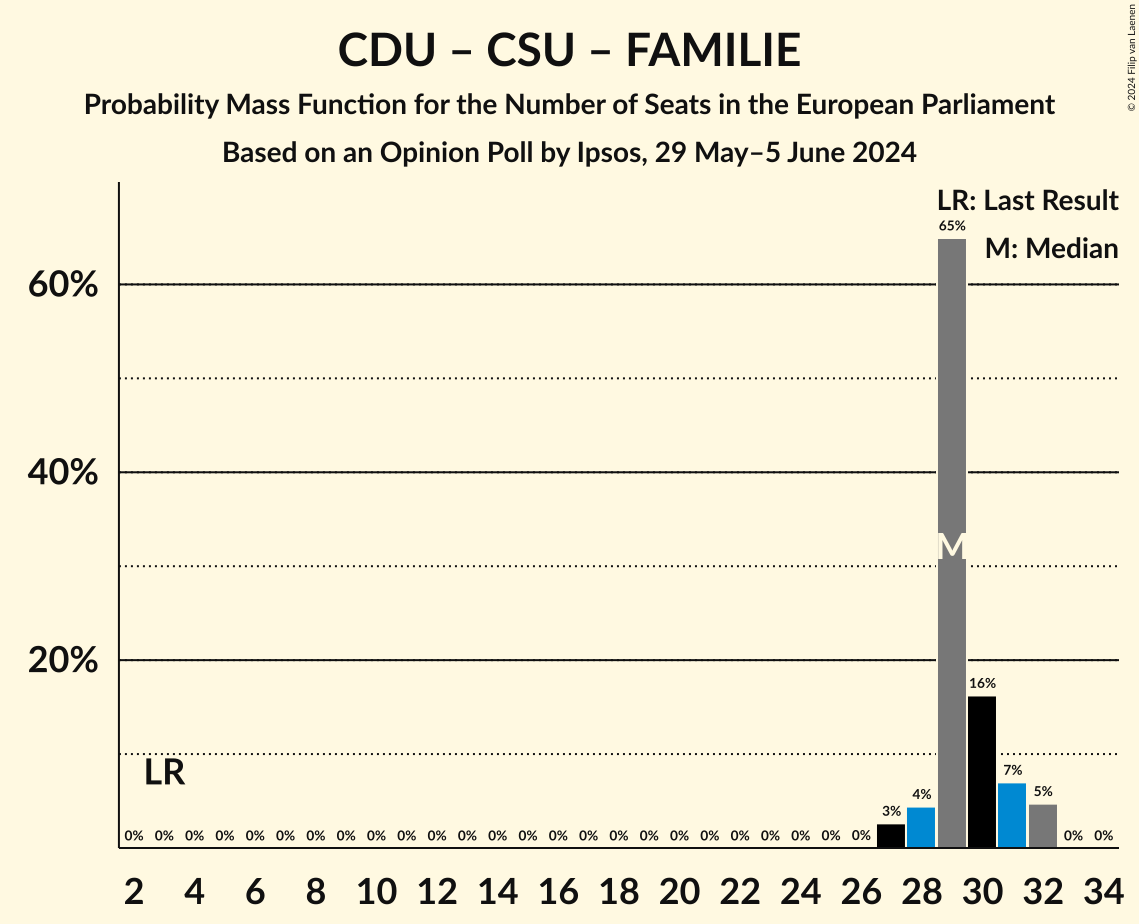 CDU – CSU – FAMILIE
Probability Mass Function for the Number of Seats in the European Parliament
Based on an Opinion Poll by Ipsos, 29 May–5 June 2024
© 2024 Filip van Laenen
LR: Last Result
M: Median
65%
60%
40%
M
20%
16%
LR
7%
5%
4%
3%
0% 0% 0% 0% 0% 0% 0% 0% 0% 0% 0% 0% 0% 0% 0% 0% 0% 0% 0% 0% 0% 0% 0% 0% 0% 0% 0%
2 4 6 8 10 12 14 16 18 20 22 24 26 28 30 32 34